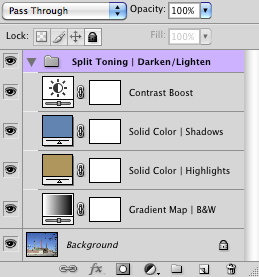 Pass Through Opacity: 100%
Lock: Fill: 100%
Split Toning | Darken/Lighten
Contrast Boost
Solid Color | Shadows
Solid Color | Highlights
Gradient Map | B&W
Background
fx